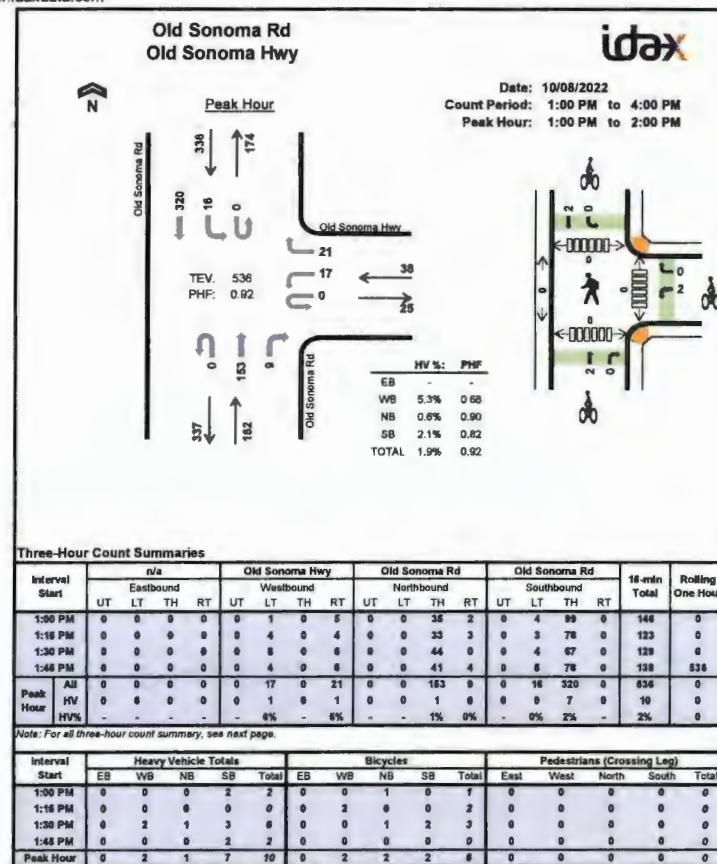 Old Sonoma Rd
Old Sonoma Hwy
idax
N
Peak Hour
Date: 10/08/2022
Count Period: 1:00 PM to 4:00 PM
Peak Hour: 1:00 PM to 2:00 PM
336 174
Old Sonoma Rd
320 16 0
Old Sonoma Hwy
21
17
0
38
25
TEV: 536
PHF: 0.92
0 153 9
Old Sonoma Rd
337 162
HV %: PHF
EB - -
WB 5.3% 0.68
NB 0.6% 0.90
SB 2.1% 0.82
TOTAL 1.9% 0.92
2 0
0
0 0 0
2
0
2 0
Three-Hour Count Summaries
Interval Start n/a Old Sonoma Hwy Old Sonoma Rd Old Sonoma Rd 15-min Total Rolling One Hour
Eastbound Westbound Northbound Southbound
UT LT TH RT UT LT TH RT UT LT TH RT UT LT TH RT
1:00 PM 0 0 0 0 0 1 0 5 0 0 35 2 0 4 99 0 146 0
1:15 PM 0 0 0 0 0 4 0 4 0 0 33 3 0 3 76 0 123 0
1:30 PM 0 0 0 0 0 8 0 6 0 0 44 0 0 4 67 0 129 0
1:45 PM 0 0 0 0 0 4 0 6 0 0 41 4 0 5 78 0 138 536
Peak Hour All 0 0 0 0 0 17 0 21 0 0 153 9 0 16 320 0 536 0
HV 0 0 0 0 0 1 0 1 0 0 1 0 0 0 7 0 10 0
HV% - - - - - 6% - 5% - - 1% 0% - 0% 2% - 2% 0
Note: For all three-hour count summary, see next page.
Interval Start Heavy Vehicle Totals Bicycles Pedestrians (Crossing Leg)
EB WB NB SB Total EB WB NB SB Total East West North South Total
1:00 PM 0 0 0 2 2 0 0 1 0 1 0 0 0 0 0
1:15 PM 0 0 0 0 0 0 2 0 0 2 0 0 0 0 0
1:30 PM 0 2 1 3 6 0 0 1 2 3 0 0 0 0 0
1:45 PM 0 0 0 2 2 0 0 0 0 0 0 0 0 0 0
Peak Hour 0 2 1 7 10 0 2 2 2 6 0 0 0 0 0